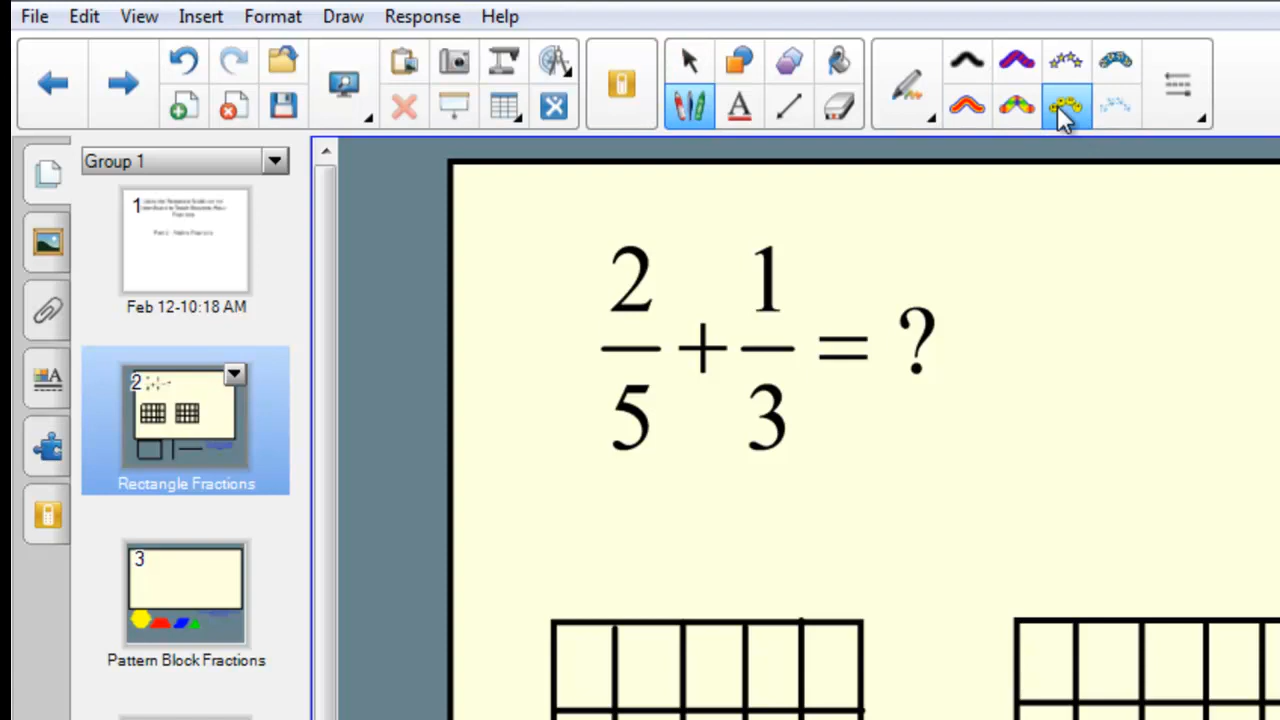 File Edit View Insert Format Draw Response Help
Group 1
1
Feb 12-10:18 AM
2
Rectangle Fractions
3
Pattern Block Fractions
2/5 + 1/3 = ?